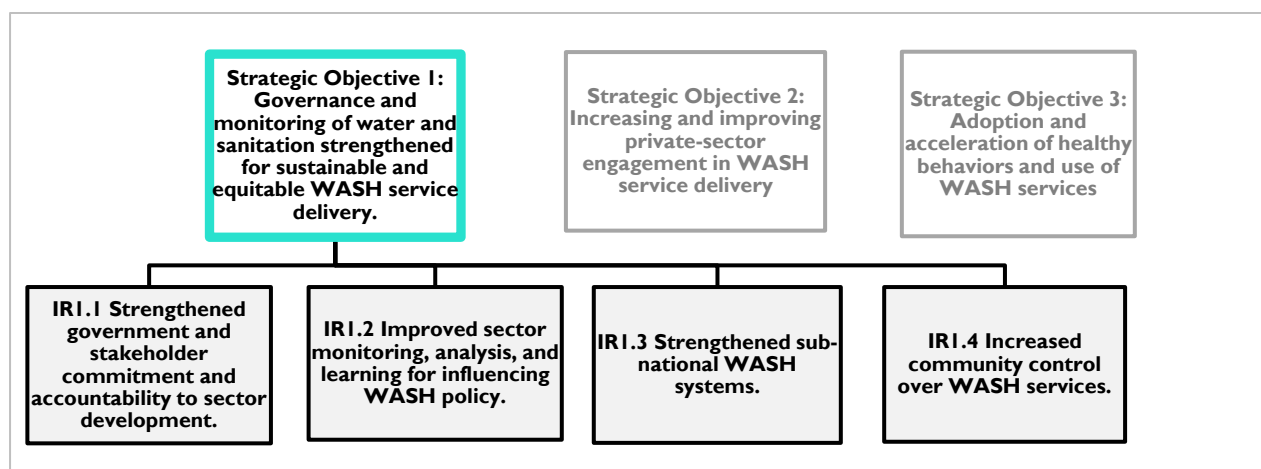 Strategic Objective 1:
Governance and
monitoring of water and
sanitation strengthened
for sustainable and
equitable WASH service
delivery.
Strategic Objective 2:
Increasing and improving
private-sector
engagement in WASH
service delivery
Strategic Objective 3:
Adoption and
acceleration of healthy
behaviors and use of
WASH services
IR1.1 Strengthened
government and
stakeholder
commitment and
accountability to sector
development.
IR1.2 Improved sector
monitoring, analysis, and
learning for influencing
WASH policy.
IR1.3 Strengthened sub-
national WASH
systems.
IR1.4 Increased
community control
over WASH services.